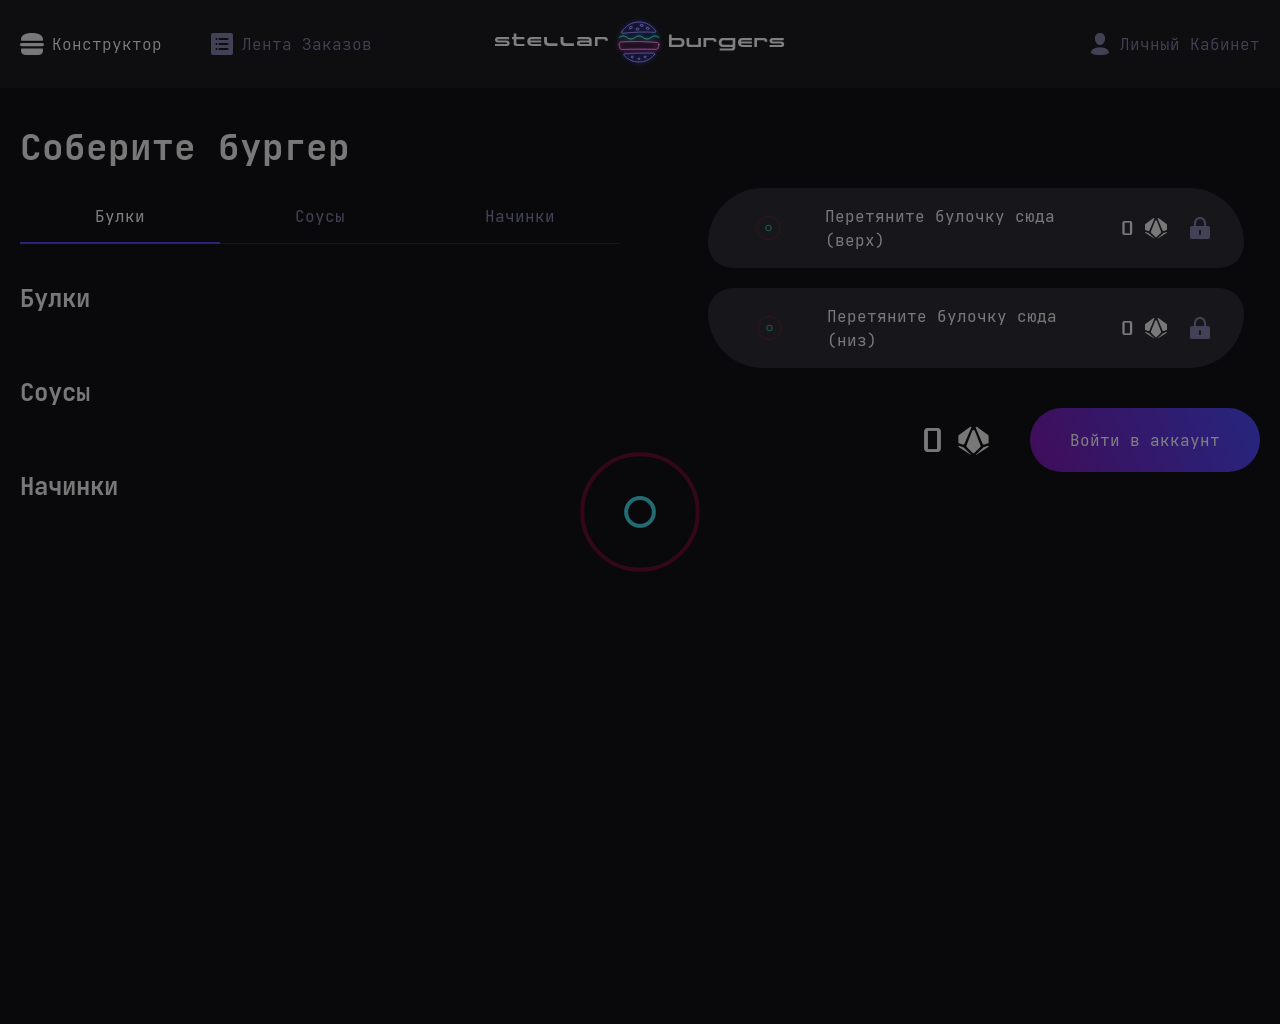 Конструктор
Лента Заказов
stellar burgers
Личный Кабинет
Соберите бургер
Булки
Соусы
Начинки
Перетяните булочку сюда
(верх)
0
Перетяните булочку сюда
(низ)
0
Булки
Соусы
Начинки
0
Войти в аккаунт